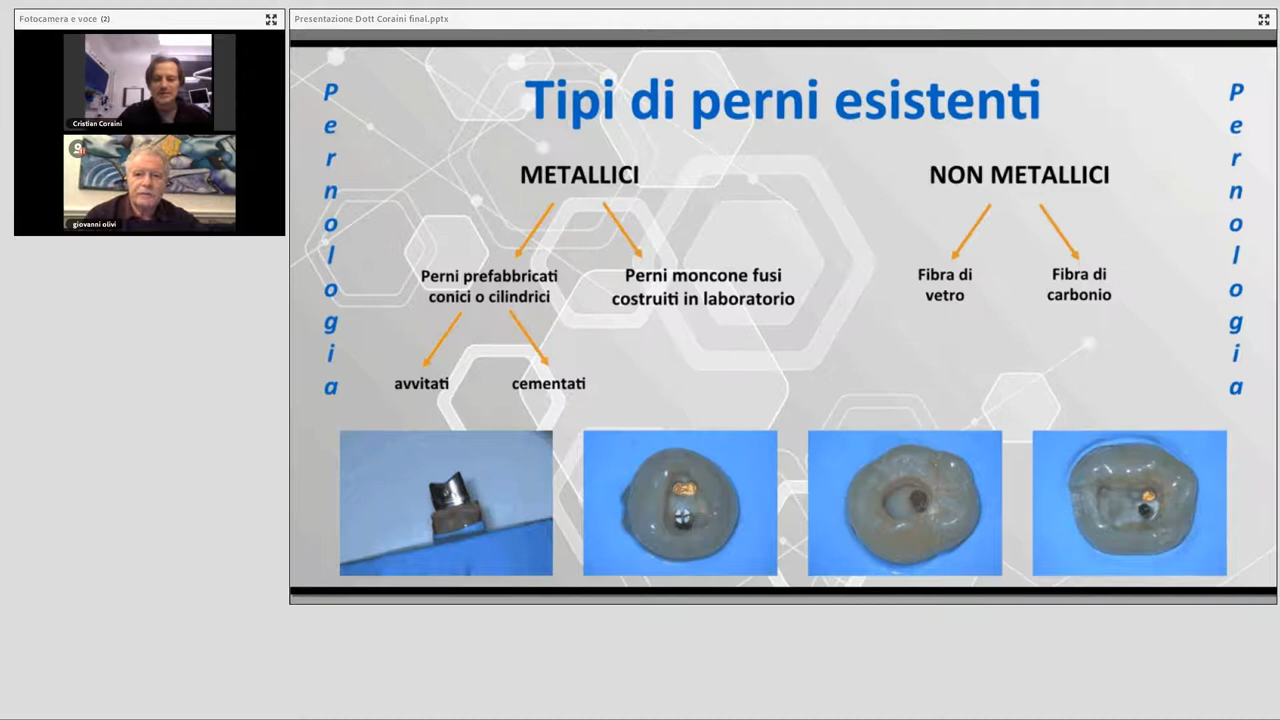 Fotocamera e voce (2)
Cristian Coraini
giovanni olivi
Presentazione Dott Coraini final.pptx
Pernologia
Tipi di perni esistenti
Pernologia
METALLICI
NON METALLICI
Perni prefabbricati
conici o cilindrici
Perni moncone fusi
costruiti in laboratorio
Fibra di
vetro
Fibra di
carbonio
avvitati
cementati